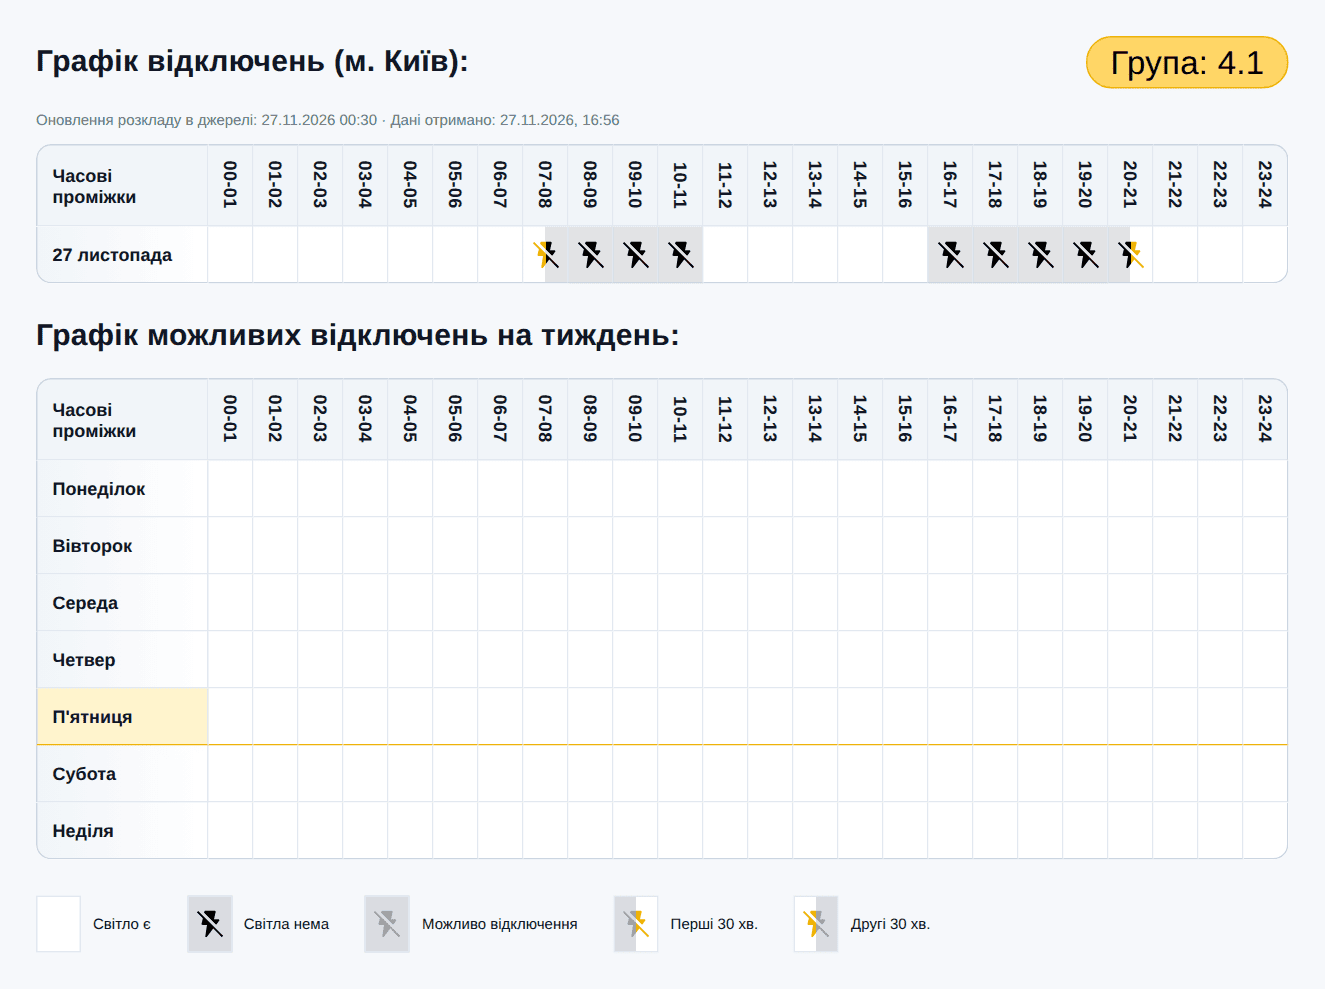 Графік відключень (м. Київ):
Група: 4.1
Оновлення розкладу в джерелі: 27.11.2026 00:30 · Дані отримано: 27.11.2026, 16:56
Часові проміжки 00-01 01-02 02-03 03-04 04-05 05-06 06-07 07-08 08-09 09-10 10-11 11-12 12-13 13-14 14-15 15-16 16-17 17-18 18-19 19-20 20-21 21-22 22-23 23-24
27 листопада
Графік можливих відключень на тиждень:
Часові проміжки 00-01 01-02 02-03 03-04 04-05 05-06 06-07 07-08 08-09 09-10 10-11 11-12 12-13 13-14 14-15 15-16 16-17 17-18 18-19 19-20 20-21 21-22 22-23 23-24
Понеділок
Вівторок
Середа
Четвер
П'ятниця
Субота
Неділя
Світло є Світла нема Можливо відключення Перші 30 хв. Другі 30 хв.